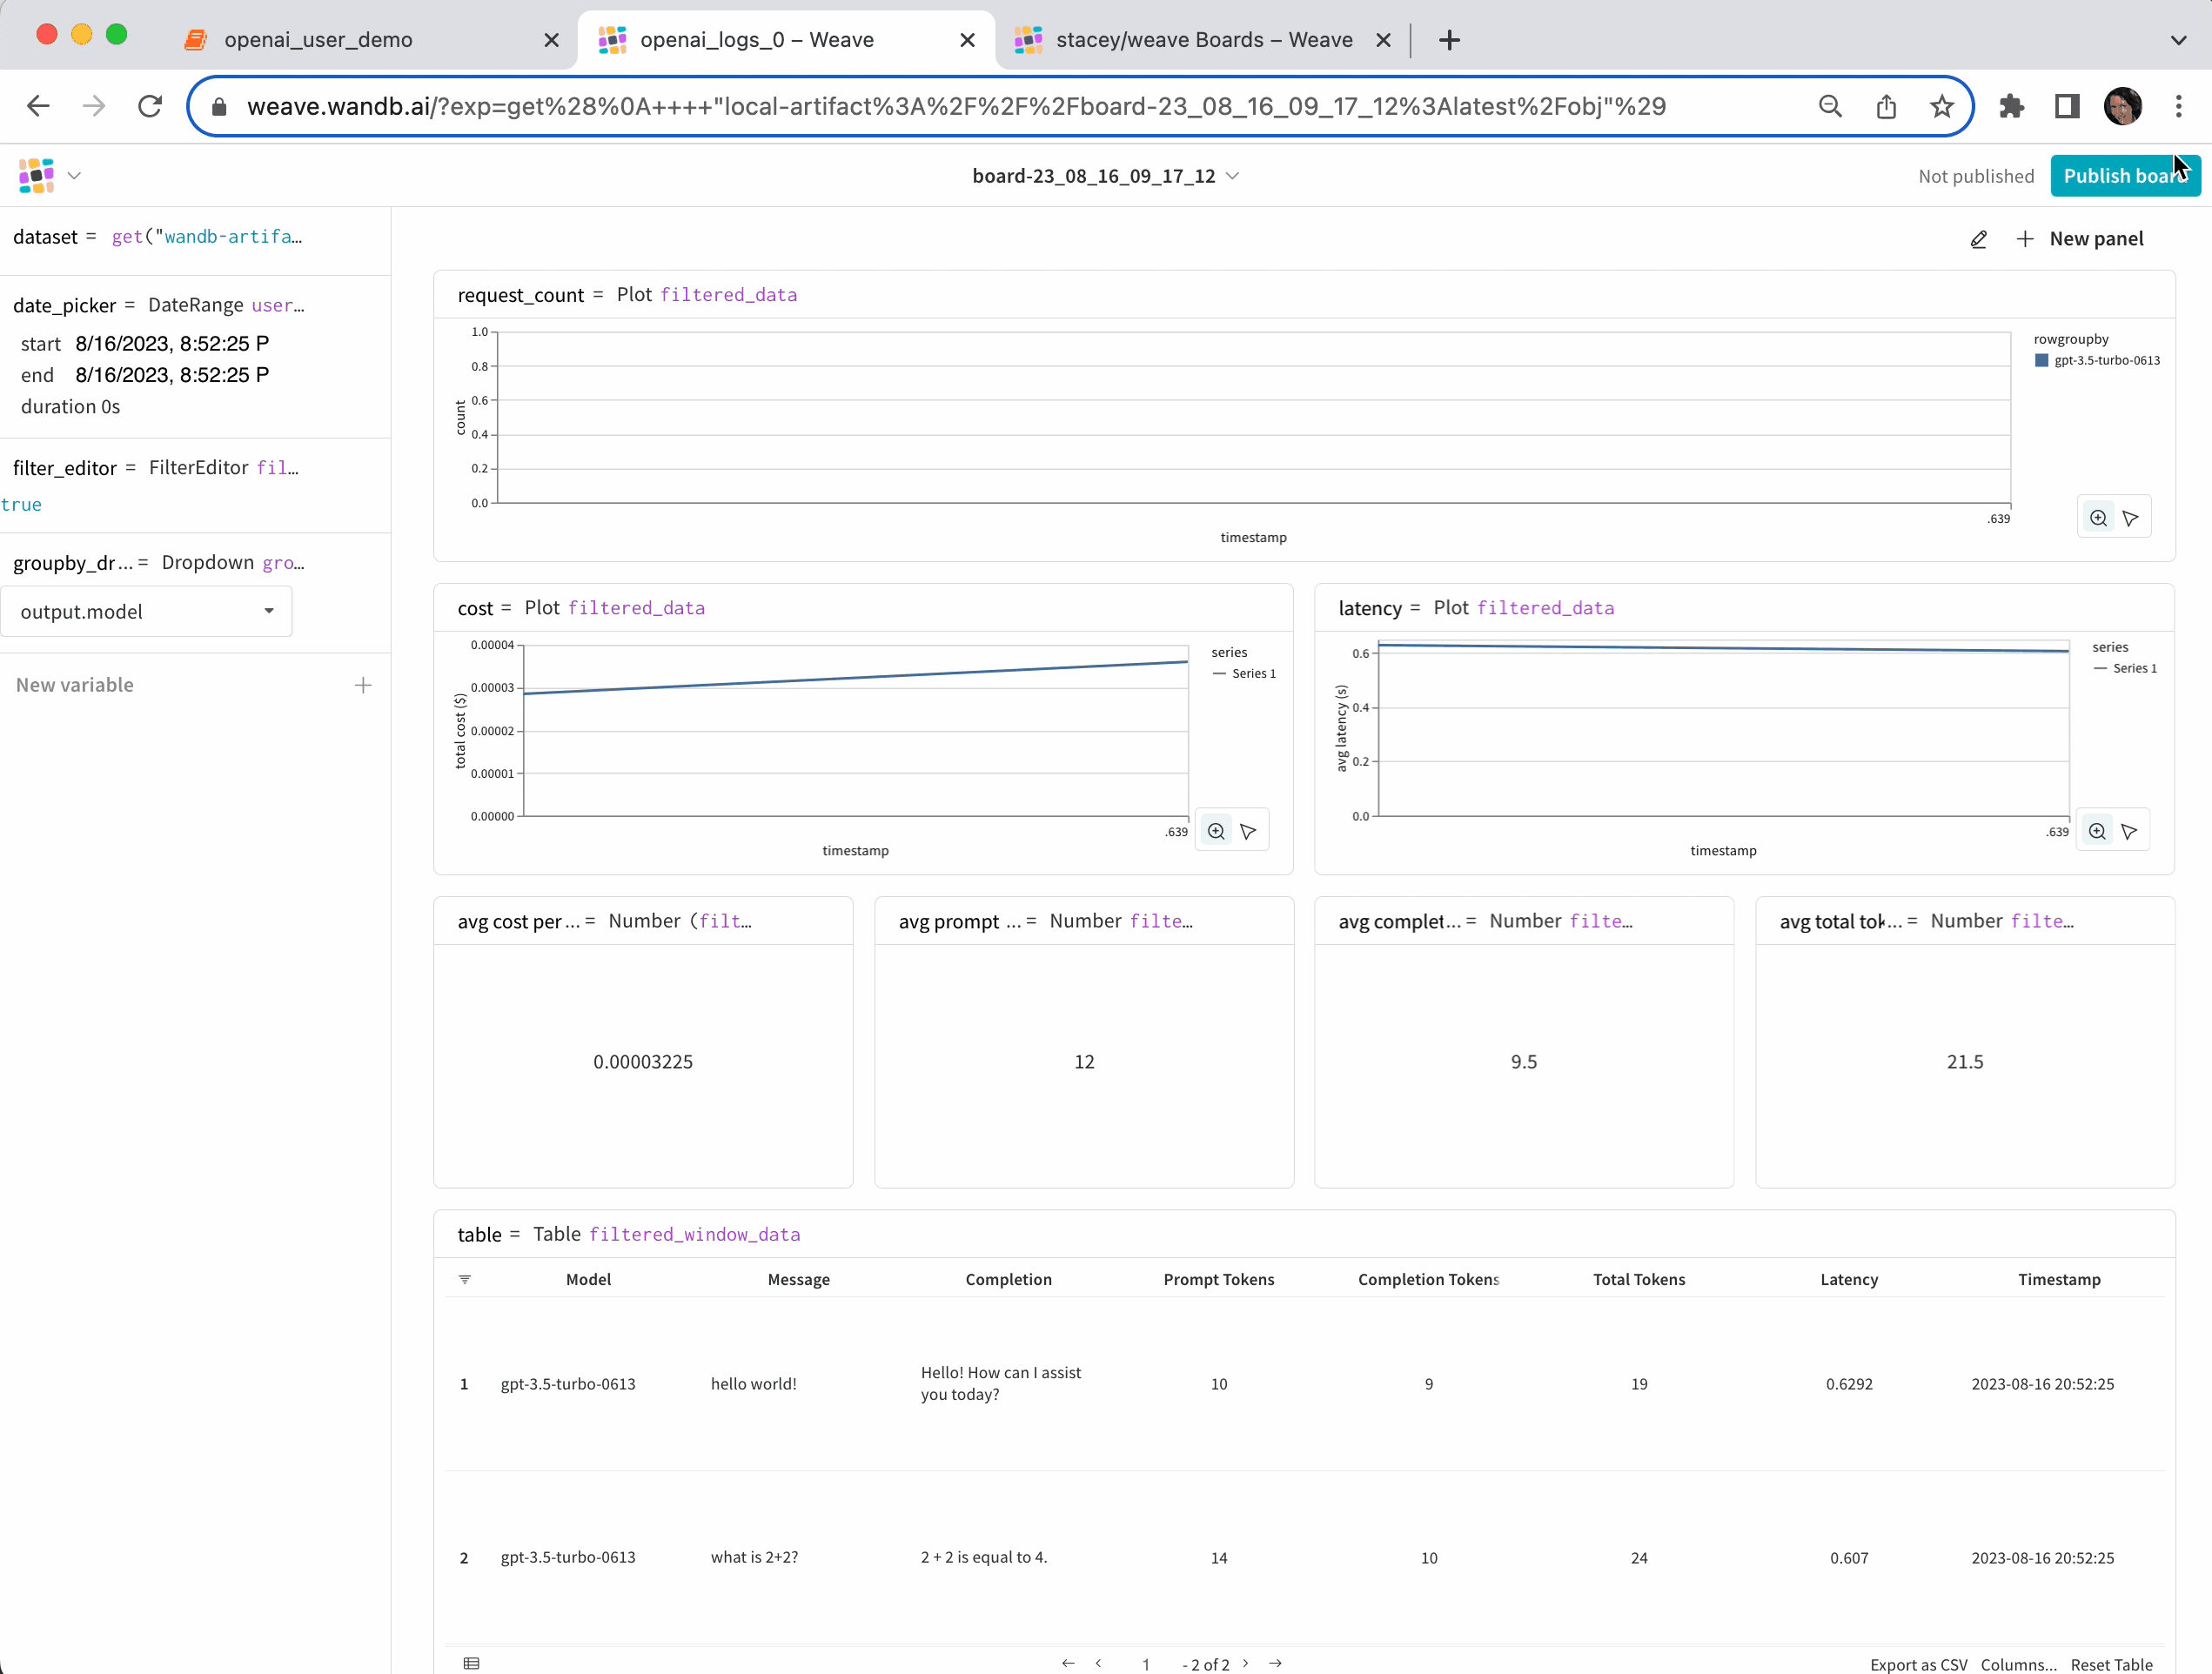 openai_user_demo
openai_logs_0 – Weave
stacey/weave Boards – Weave
weave.wandb.ai/?exp=get%28%0A++++"local-artifact%3A%2F%2F%2Fboard-23_08_16_09_17_12%3Alatest%2Fobj"%29
board-23_08_16_09_17_12
Not published
Publish board
dataset = get("wandb-artifa...
date_picker = DateRange user...
start 8/16/2023, 8:52:25 P
end 8/16/2023, 8:52:25 P
duration 0s
filter_editor = FilterEditor fil...
true
groupby_dr... = Dropdown gro...
output.model
New variable
New panel
request_count = Plot filtered_data
1.0
0.8
0.6
0.4
0.2
0.0
count
.639
timestamp
rowgroupby
gpt-3.5-turbo-0613
cost = Plot filtered_data
0.00004
0.00003
0.00002
0.00001
0.00000
total cost ($)
.639
timestamp
series
Series 1
latency = Plot filtered_data
0.6
0.4
0.2
0.0
avg latency (s)
.639
timestamp
series
Series 1
avg cost per ... = Number (filt...
0.00003225
avg prompt ... = Number filte...
12
avg complet... = Number filte...
9.5
avg total tok... = Number filte...
21.5
table = Table filtered_window_data
Model Message Completion Prompt Tokens Completion Tokens Total Tokens Latency Timestamp
1 gpt-3.5-turbo-0613 hello world! Hello! How can I assist you today? 10 9 19 0.6292 2023-08-16 20:52:25
2 gpt-3.5-turbo-0613 what is 2+2? 2 + 2 is equal to 4. 14 10 24 0.607 2023-08-16 20:52:25
1 - 2 of 2
Export as CSV Columns... Reset Table